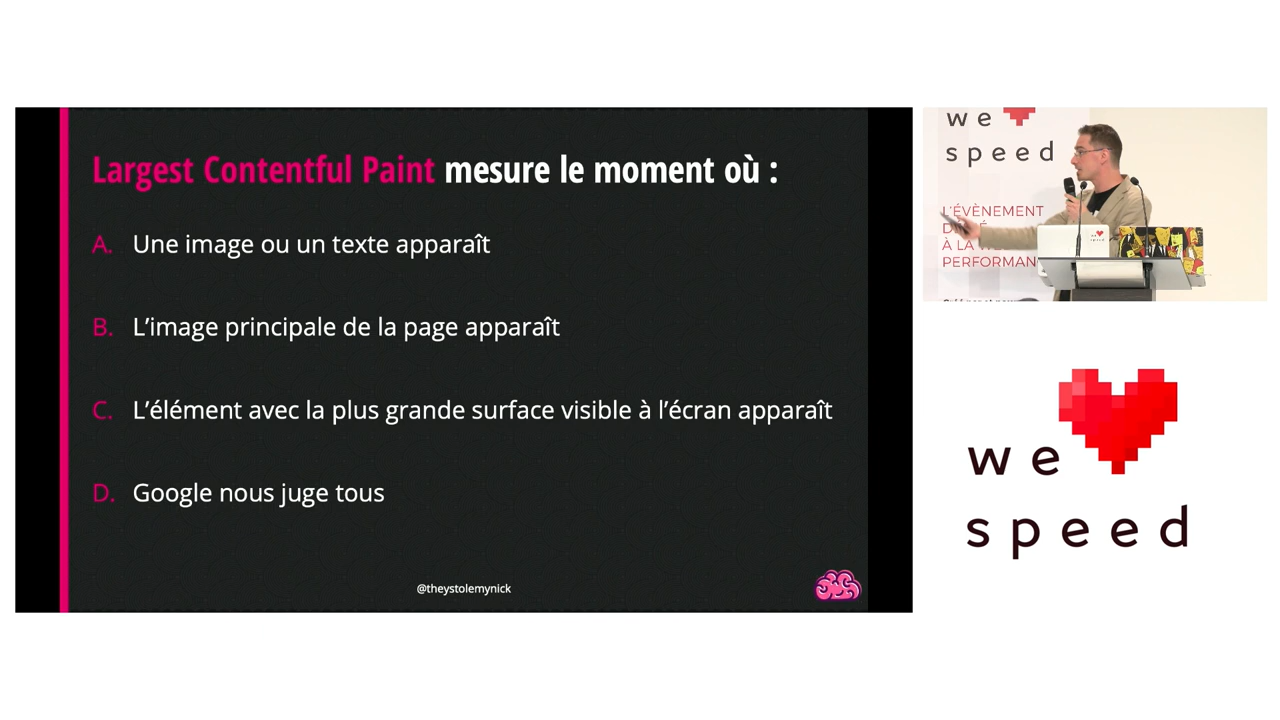 Largest Contentful Paint mesure le moment où :
A. Une image ou un texte apparaît
B. L'image principale de la page apparaît
C. L'élément avec la plus grande surface visible à l'écran apparaît
D. Google nous juge tous
@theystolemynick
we
speed
L'ÉVÈNEMENT
À LA
PERFORMAN
we
speed
we
speed